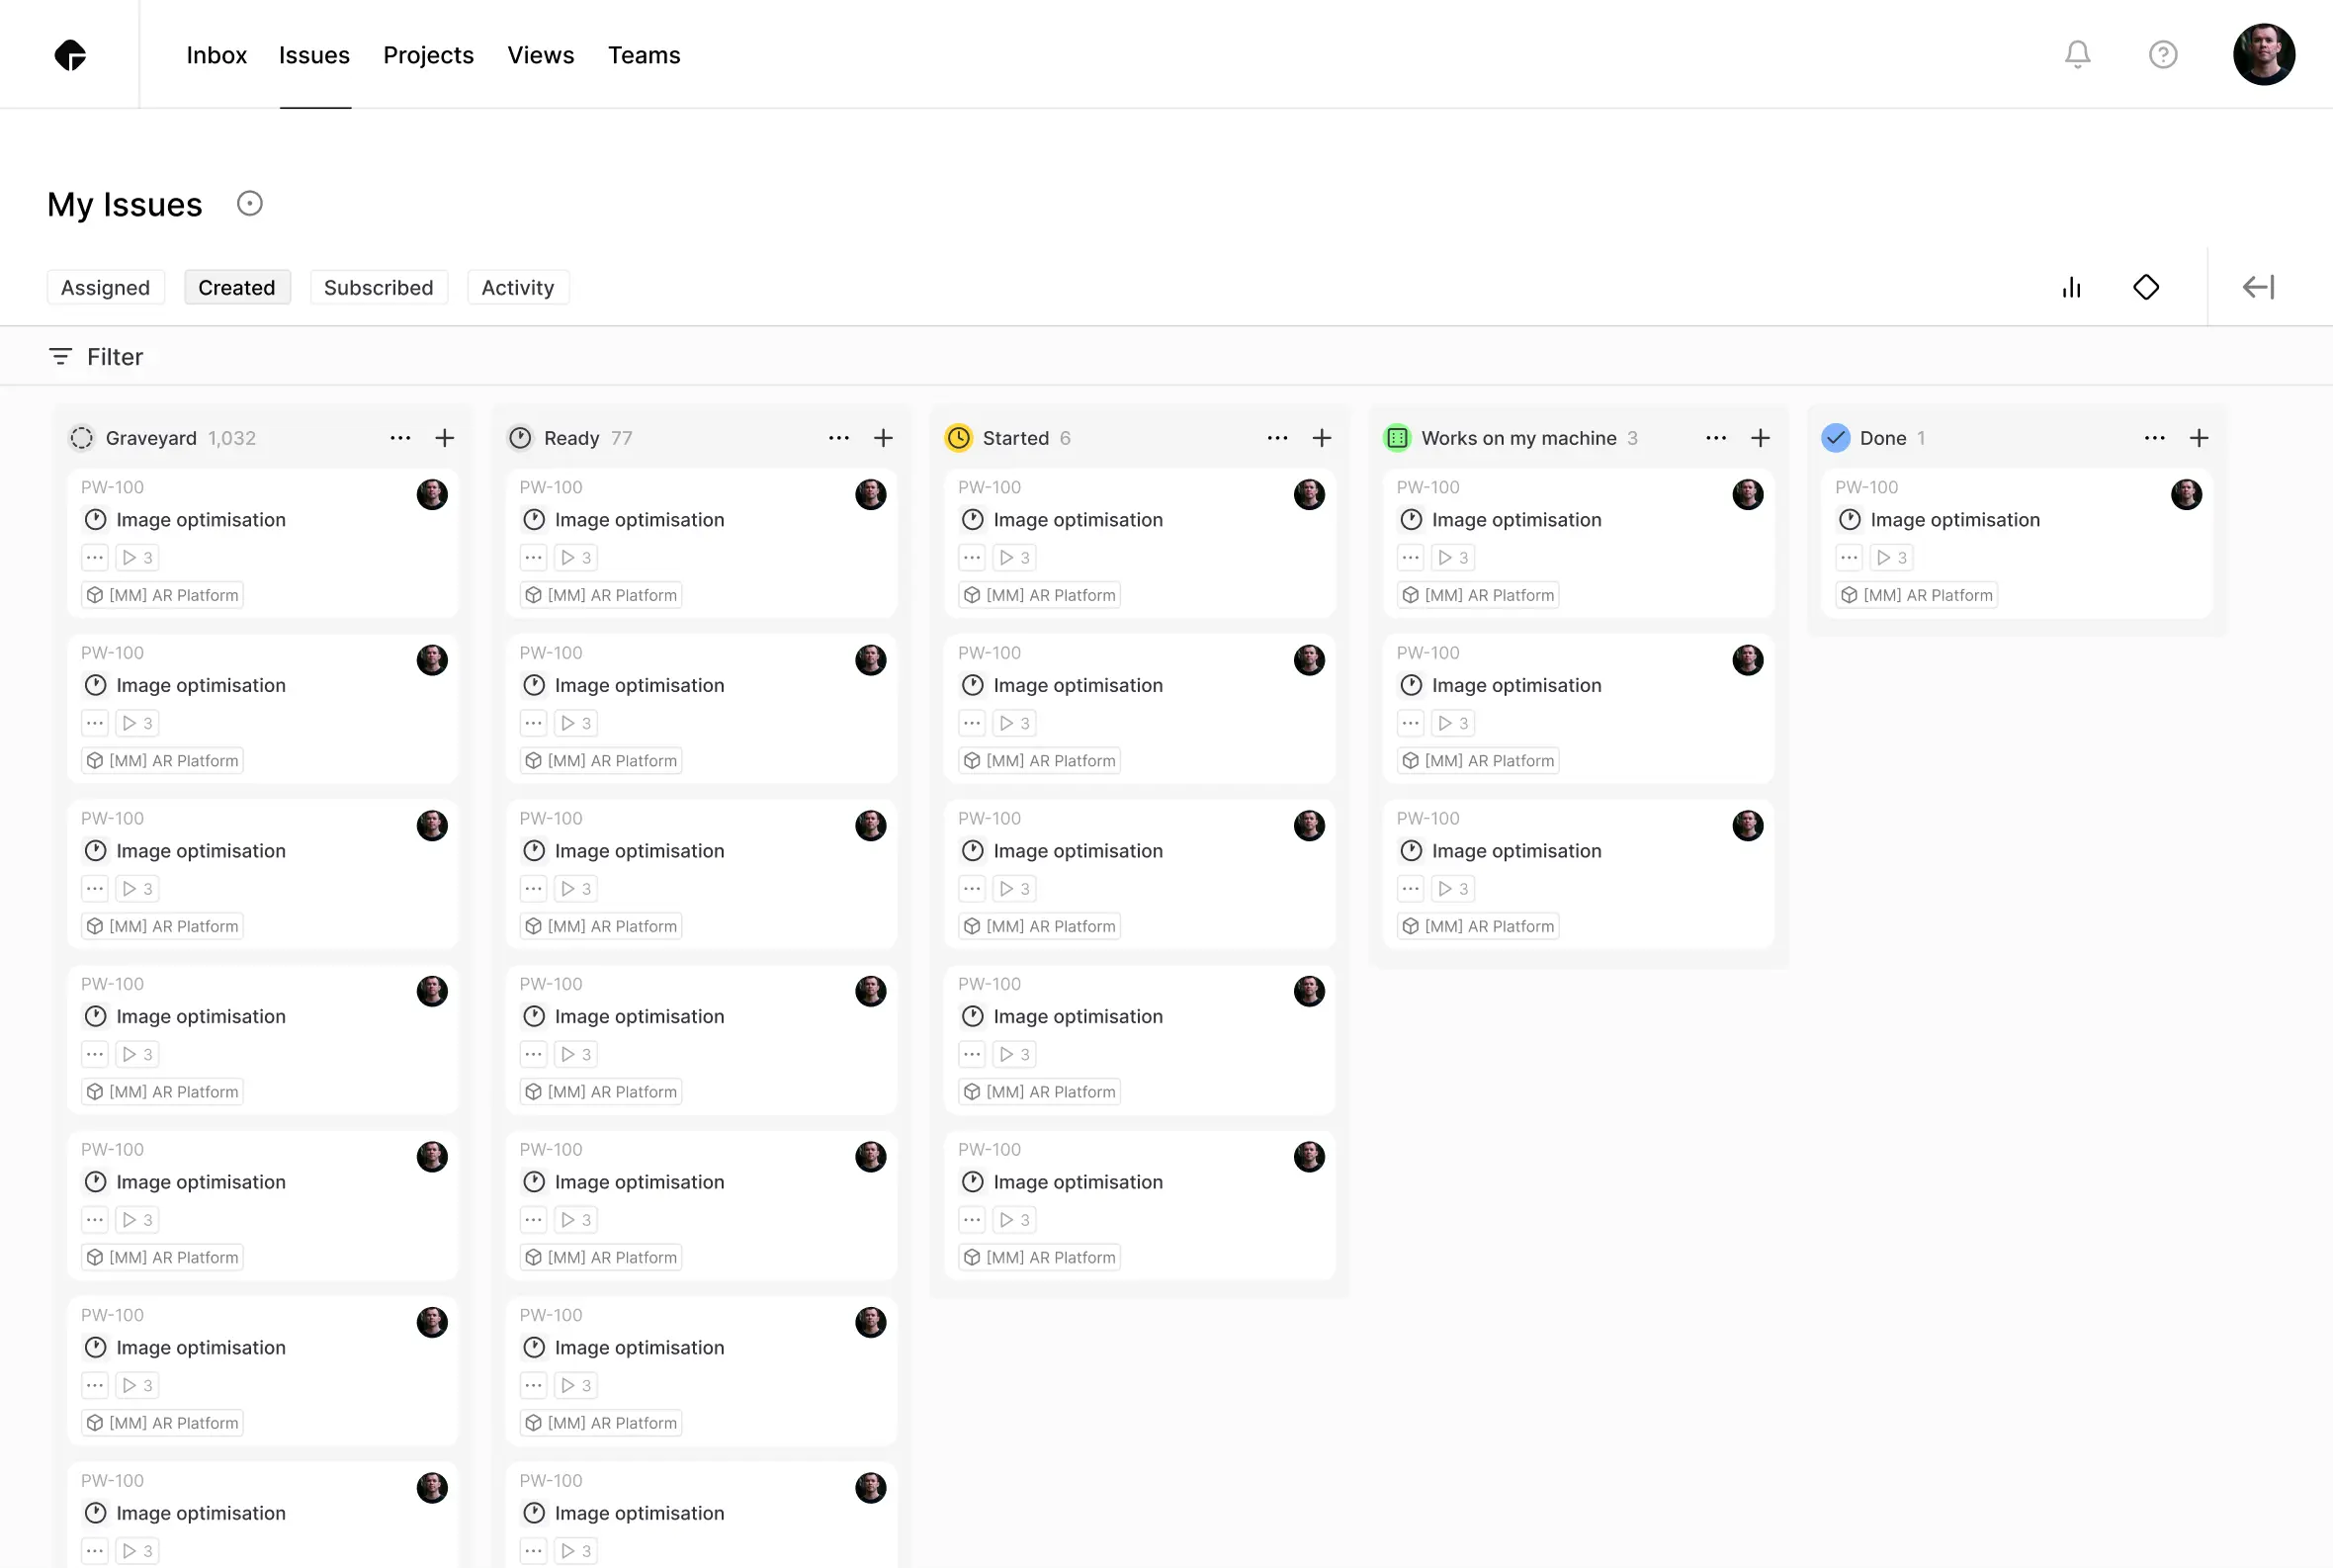 Inbox Issues Projects Views Teams
My Issues
Assigned Created Subscribed Activity
Filter
Graveyard 1,032
PW-100
Image optimisation
3
[MM] AR Platform
PW-100
Image optimisation
3
[MM] AR Platform
PW-100
Image optimisation
3
[MM] AR Platform
PW-100
Image optimisation
3
[MM] AR Platform
PW-100
Image optimisation
3
[MM] AR Platform
PW-100
Image optimisation
3
[MM] AR Platform
PW-100
Image optimisation
3
Ready 77
PW-100
Image optimisation
3
[MM] AR Platform
PW-100
Image optimisation
3
[MM] AR Platform
PW-100
Image optimisation
3
[MM] AR Platform
PW-100
Image optimisation
3
[MM] AR Platform
PW-100
Image optimisation
3
[MM] AR Platform
PW-100
Image optimisation
3
[MM] AR Platform
PW-100
Image optimisation
3
Started 6
PW-100
Image optimisation
3
[MM] AR Platform
PW-100
Image optimisation
3
[MM] AR Platform
PW-100
Image optimisation
3
[MM] AR Platform
PW-100
Image optimisation
3
[MM] AR Platform
PW-100
Image optimisation
3
[MM] AR Platform
Works on my machine 3
PW-100
Image optimisation
3
[MM] AR Platform
PW-100
Image optimisation
3
[MM] AR Platform
PW-100
Image optimisation
3
[MM] AR Platform
Done 1
PW-100
Image optimisation
3
[MM] AR Platform